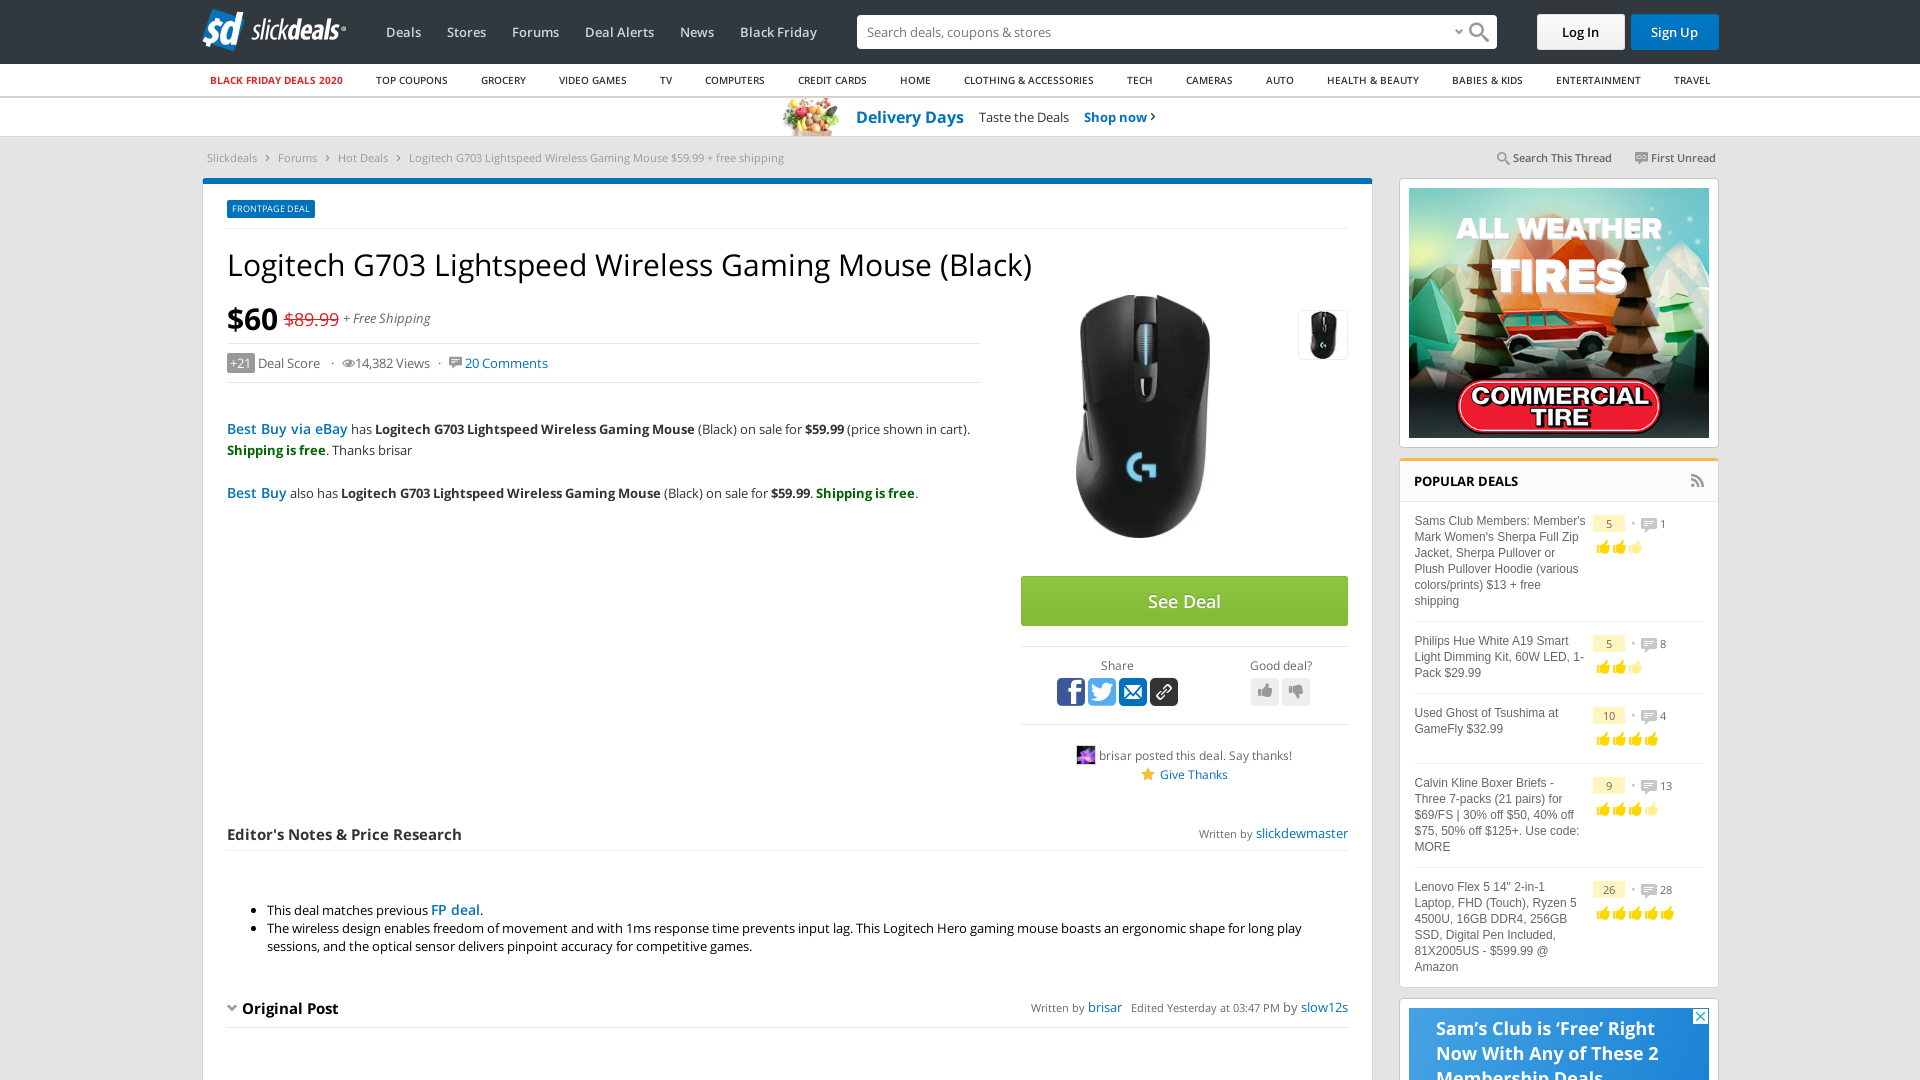 sd slickdeals
Deals Stores Forums Deal Alerts News Black Friday
Search deals, coupons & stores
Log In Sign Up
BLACK FRIDAY DEALS 2020 TOP COUPONS GROCERY VIDEO GAMES TV COMPUTERS CREDIT CARDS HOME CLOTHING & ACCESSORIES TECH CAMERAS AUTO HEALTH & BEAUTY BABIES & KIDS ENTERTAINMENT TRAVEL
Delivery Days Taste the Deals Shop now
Slickdeals Forums Hot Deals Logitech G703 Lightspeed Wireless Gaming Mouse $59.99 + free shipping
Search This Thread First Unread
FRONTPAGE DEAL
Logitech G703 Lightspeed Wireless Gaming Mouse (Black)
$60 $89.99 + Free Shipping
+21 Deal Score · 14,382 Views · 20 Comments
Best Buy via eBay has Logitech G703 Lightspeed Wireless Gaming Mouse (Black) on sale for $59.99 (price shown in cart).
Shipping is free. Thanks brisar
Best Buy also has Logitech G703 Lightspeed Wireless Gaming Mouse (Black) on sale for $59.99. Shipping is free.
See Deal
Share Good deal?
brisar posted this deal. Say thanks!
Give Thanks
Editor's Notes & Price Research
Written by slickdewmaster
This deal matches previous FP deal.
The wireless design enables freedom of movement and with 1ms response time prevents input lag. This Logitech Hero gaming mouse boasts an ergonomic shape for long play
sessions, and the optical sensor delivers pinpoint accuracy for competitive games.
Original Post
Written by brisar Edited Yesterday at 03:47 PM by slow12s
ALL WEATHER
TIRES
COMMERCIAL
TIRE
POPULAR DEALS
Sams Club Members: Member's
Mark Women's Sherpa Full Zip
Jacket, Sherpa Pullover or
Plush Pullover Hoodie (various
colors/prints) $13 + free
shipping
5 • 1
Philips Hue White A19 Smart
Light Dimming Kit, 60W LED, 1-
Pack $29.99
5 • 8
Used Ghost of Tsushima at
GameFly $32.99
10 • 4
Calvin Kline Boxer Briefs -
Three 7-packs (21 pairs) for
$69/FS | 30% off $50, 40% off
$75, 50% off $125+. Use code:
MORE
9 • 13
Lenovo Flex 5 14" 2-in-1
Laptop, FHD (Touch), Ryzen 5
4500U, 16GB DDR4, 256GB
SSD, Digital Pen Included,
81X2005US - $599.99 @
Amazon
26 • 28
Sam's Club is ‘Free’ Right
Now With Any of These 2
Membership Deals